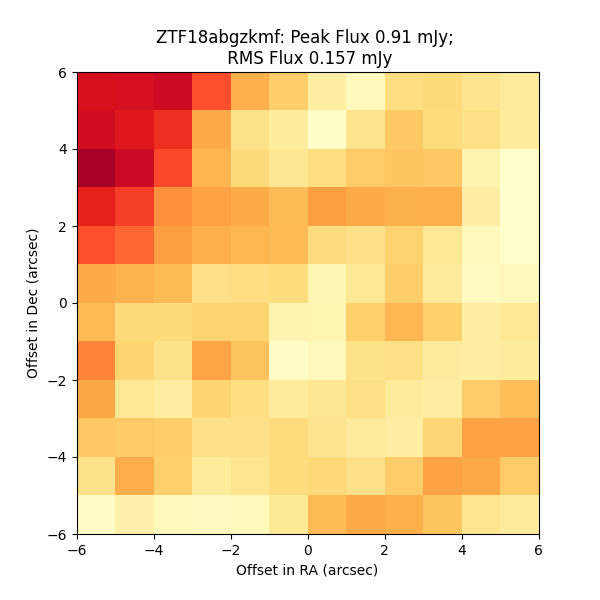 ZTF18abgzkmf: Peak Flux 0.91 mJy;
RMS Flux 0.157 mJy
6
4
2
0
−2
−4
−6
Offset in Dec (arcsec)
−6 −4 −2 0 2 4 6
Offset in RA (arcsec)